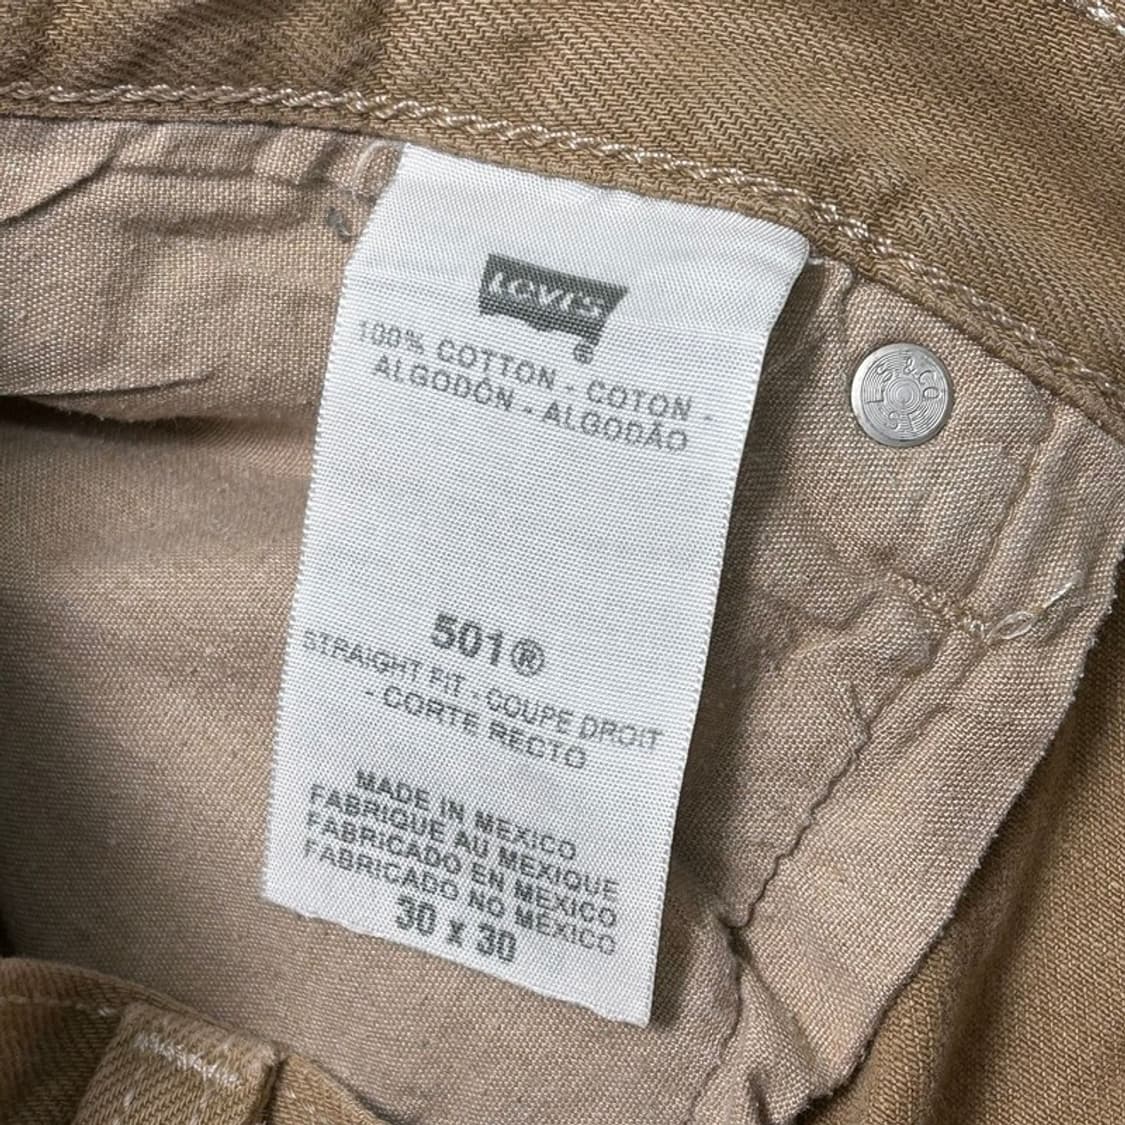 Levi's
®
100% COTTON - COTON -
ALGODÓN - ALGODÃO
501®
STRAIGHT FIT - COUPE DROIT
- CORTE RECTO
MADE IN MEXICO
FABRIQUE AU MEXIQUE
FABRICADO EN MEXICO
FABRICADO NO MEXICO
30 x 30
L.S.&CO.